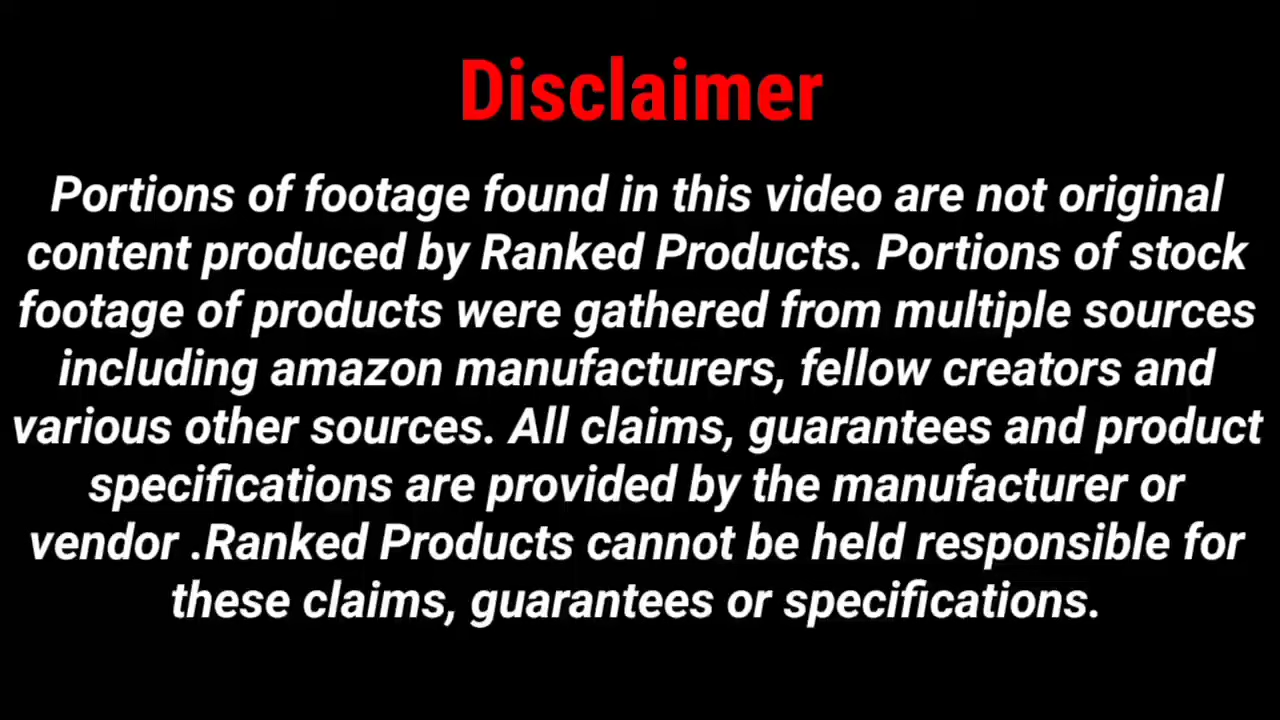 Disclaimer
Portions of footage found in this video are not original
content produced by Ranked Products. Portions of stock
footage of products were gathered from multiple sources
including amazon manufacturers, fellow creators and
various other sources. All claims, guarantees and product
specifications are provided by the manufacturer or
vendor .Ranked Products cannot be held responsible for
these claims, guarantees or specifications.